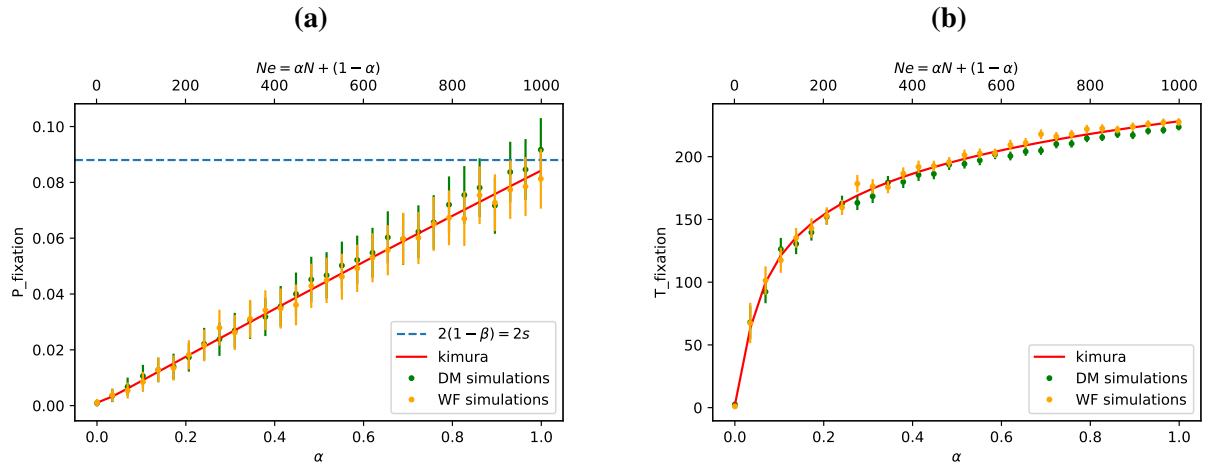 (a)
Ne = αN + (1 − α)
0 200 400 600 800 1000
P_fixation
0.10
0.08
0.06
0.04
0.02
0.00
2(1 − β) = 2s
kimura
DM simulations
WF simulations
0.0 0.2 0.4 0.6 0.8 1.0
α
(b)
Ne = αN + (1 − α)
0 200 400 600 800 1000
T_fixation
200
150
100
50
0
kimura
DM simulations
WF simulations
0.0 0.2 0.4 0.6 0.8 1.0
α